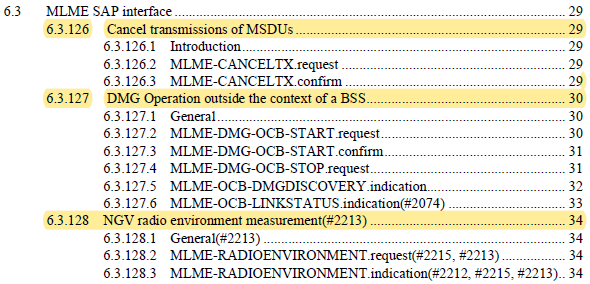 6.3 MLME SAP interface 29
6.3.126 Cancel transmissions of MSDUs 29
6.3.126.1 Introduction 29
6.3.126.2 MLME-CANCELTX.request 29
6.3.126.3 MLME-CANCELTX.confirm 29
6.3.127 DMG Operation outside the context of a BSS 30
6.3.127.1 General 30
6.3.127.2 MLME-DMG-OCB-START.request 30
6.3.127.3 MLME-DMG-OCB-START.confirm 31
6.3.127.4 MLME-DMG-OCB-STOP.request 31
6.3.127.5 MLME-OCB-DMGDISCOVERY.indication 32
6.3.127.6 MLME-OCB-LINKSTATUS.indication(#2074) 33
6.3.128 NGV radio environment measurement(#2213) 34
6.3.128.1 General(#2213) 34
6.3.128.2 MLME-RADIOENVIRONMENT.request(#2215, #2213) 34
6.3.128.3 MLME-RADIOENVIRONMENT.indication(#2212, #2215, #2213).. 34